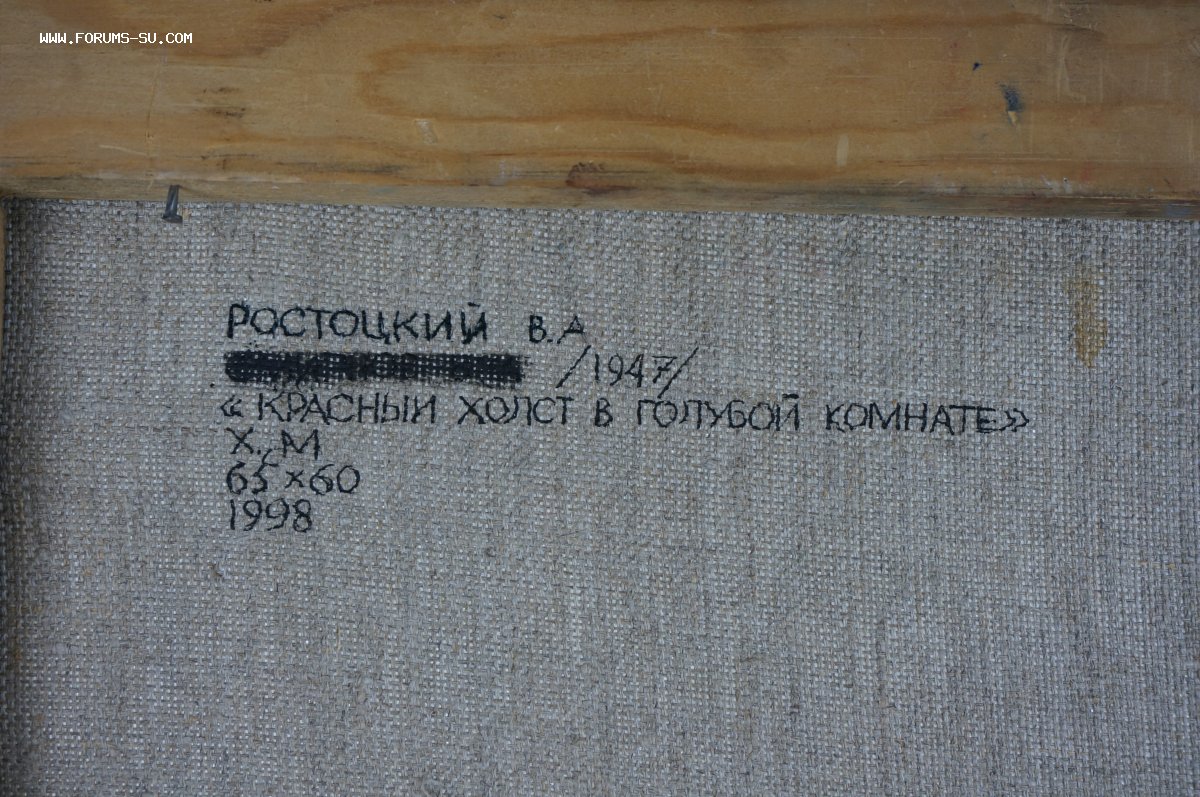 WWW.FORUMS-SU.COM
РОСТОЦКИЙ В.А
/1947/
«КРАСНЫЙ ХОЛСТ В ГОЛУБОЙ КОМНАТЕ»
Х., М
65×60
1998